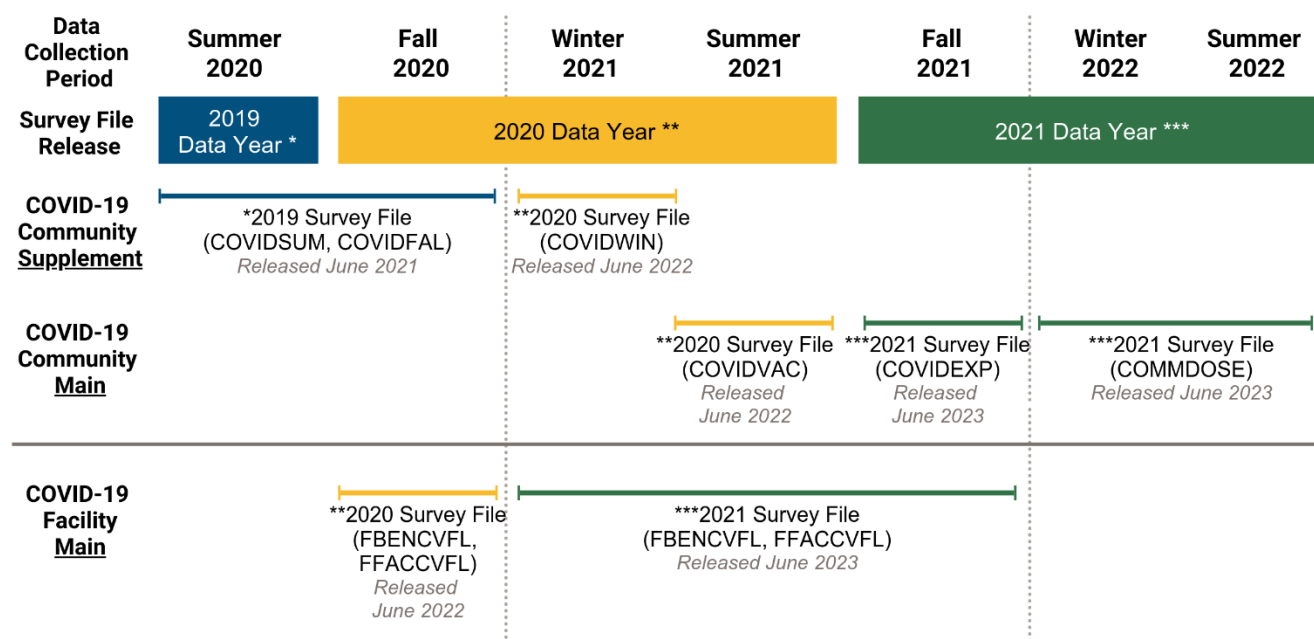 Data
Collection
Period
Summer
2020
Fall
2020
Winter
2021
Summer
2021
Fall
2021
Winter
2022
Summer
2022
Survey File
Release
2019
Data Year *
2020 Data Year **
2021 Data Year ***
COVID-19
Community
Supplement
*2019 Survey File
(COVIDSUM, COVIDFAL)
Released June 2021
**2020 Survey File
(COVIDWIN)
Released June 2022
COVID-19
Community
Main
**2020 Survey File
(COVIDVAC)
Released
June 2022
***2021 Survey File
(COVIDEXP)
Released
June 2023
***2021 Survey File
(COMMDOSE)
Released June 2023
COVID-19
Facility
Main
**2020 Survey File
(FBENCVFL,
FFACCVFL)
Released
June 2022
***2021 Survey File
(FBENCVFL, FFACCVFL)
Released June 2023